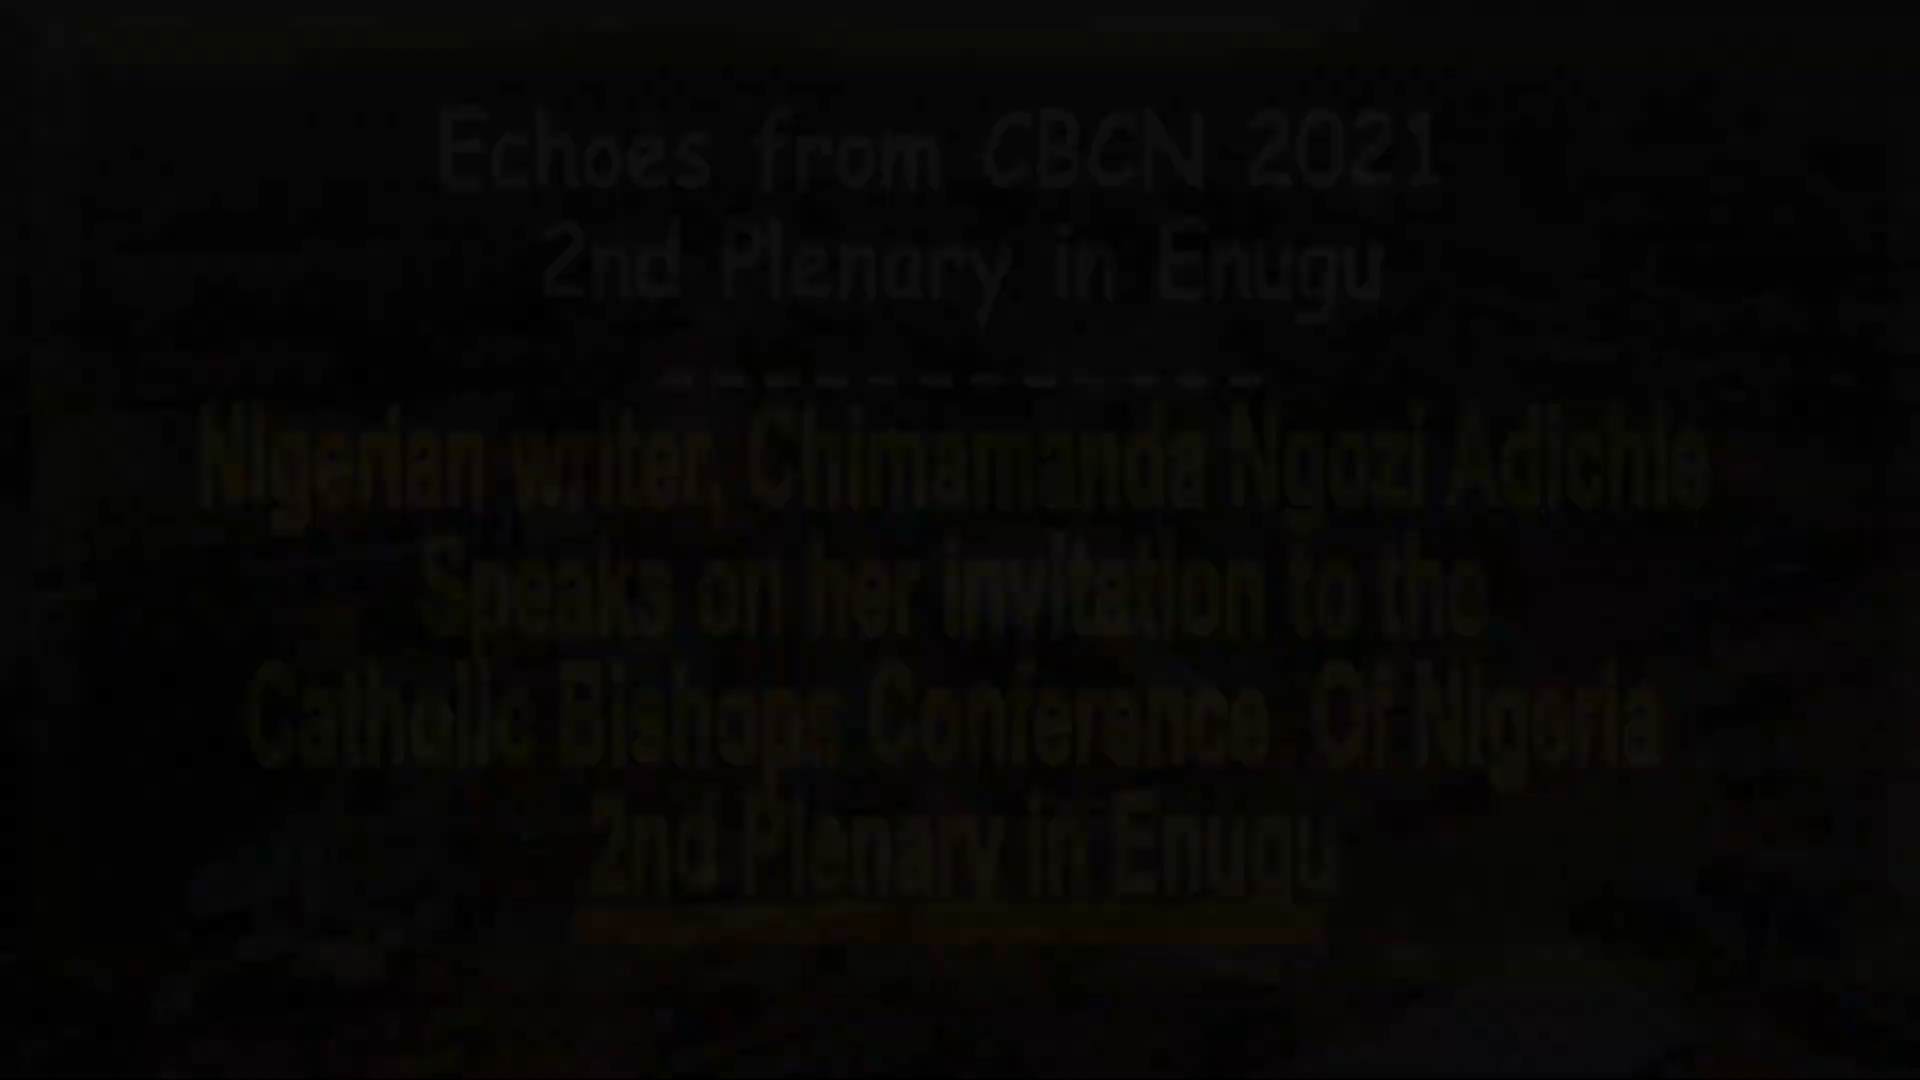 Echoes from CBCN 2021
2nd Plenary in Enugu
------------
Nigerian writer, Chimamanda Ngozi Adichie
Speaks on her invitation to the
Catholic Bishops Conference Of Nigeria
2nd Plenary in Enugu